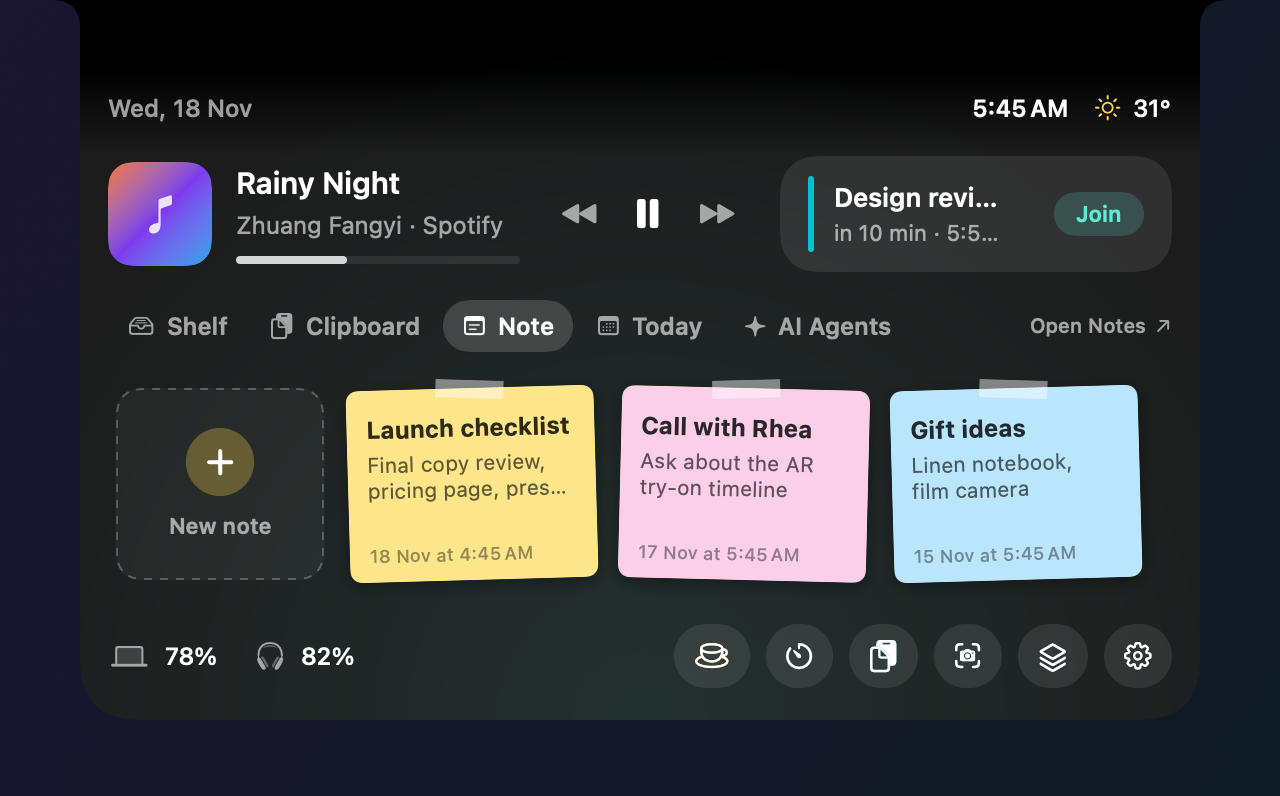 Wed, 18 Nov
5:45 AM 31°
Rainy Night
Zhuang Fangyi · Spotify
Design revi...
in 10 min · 5:5...
Join
Shelf
Clipboard
Note
Today
AI Agents
Open Notes
New note
Launch checklist
Final copy review,
pricing page, pres...
18 Nov at 4:45 AM
Call with Rhea
Ask about the AR
try-on timeline
17 Nov at 5:45 AM
Gift ideas
Linen notebook,
film camera
15 Nov at 5:45 AM
78%
82%